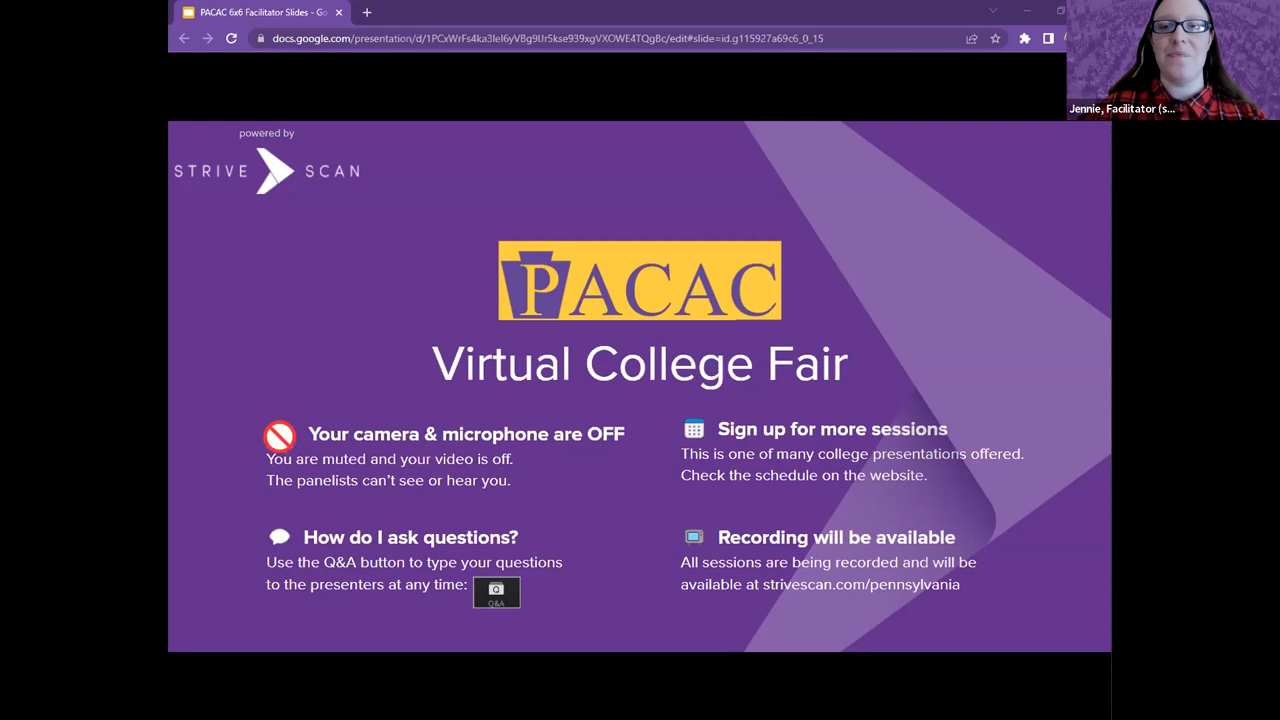 PACAC 6x6 Facilitator Slides - Go
docs.google.com/presentation/d/1PCxWrFs4ka3lel6yVBg9IJr5kse939xgVXOWE4TQgBc/edit#slide=id.g115927a69c6_0_15
Jennie, Facilitator (s...
powered by
STRIVE SCAN
PACAC
Virtual College Fair
Your camera & microphone are OFF
You are muted and your video is off.
The panelists can't see or hear you.
Sign up for more sessions
This is one of many college presentations offered.
Check the schedule on the website.
How do I ask questions?
Use the Q&A button to type your questions
to the presenters at any time:
Q
Q&A
Recording will be available
All sessions are being recorded and will be
available at strivescan.com/pennsylvania